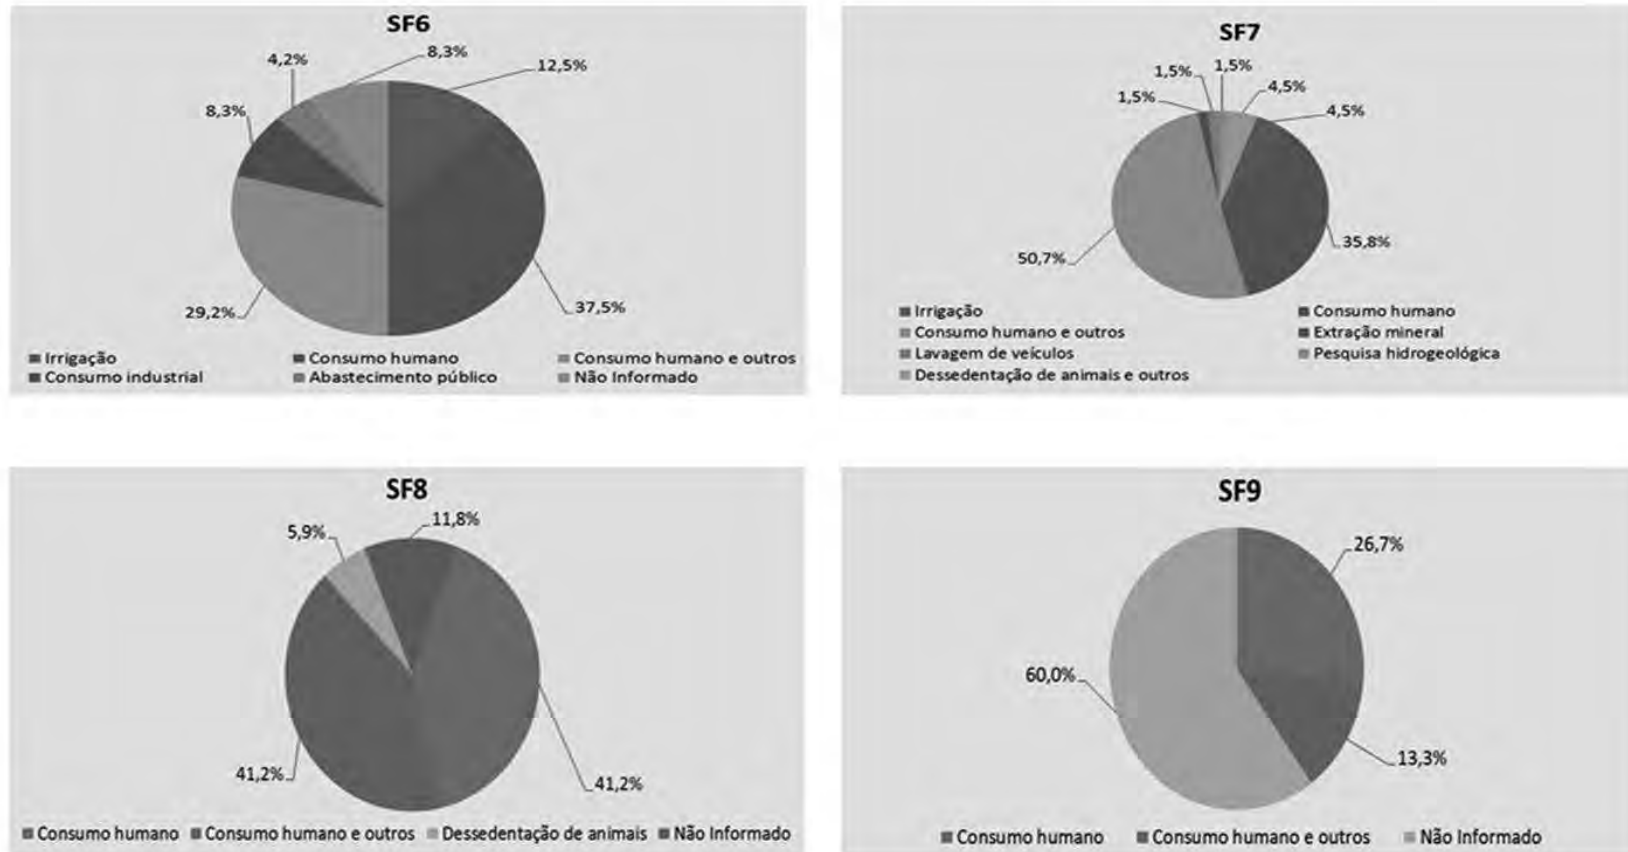 SF6
8,3%
4,2%
12,5%
8,3%
29,2%
37,5%
Irrigação Consumo humano Consumo humano e outros
Consumo industrial Abastecimento público Não Informado
SF7
1,5% 1,5%
1,5% 4,5%
4,5%
35,8%
50,7%
Irrigação Consumo humano
Consumo humano e outros Extração mineral
Lavagem de veículos Pesquisa hidrogeológica
Dessedentação de animais e outros
SF8
5,9% 11,8%
41,2% 41,2%
Consumo humano Consumo humano e outros Dessedentação de animais Não Informado
SF9
26,7%
60,0%
13,3%
Consumo humano Consumo humano e outros Não Informado